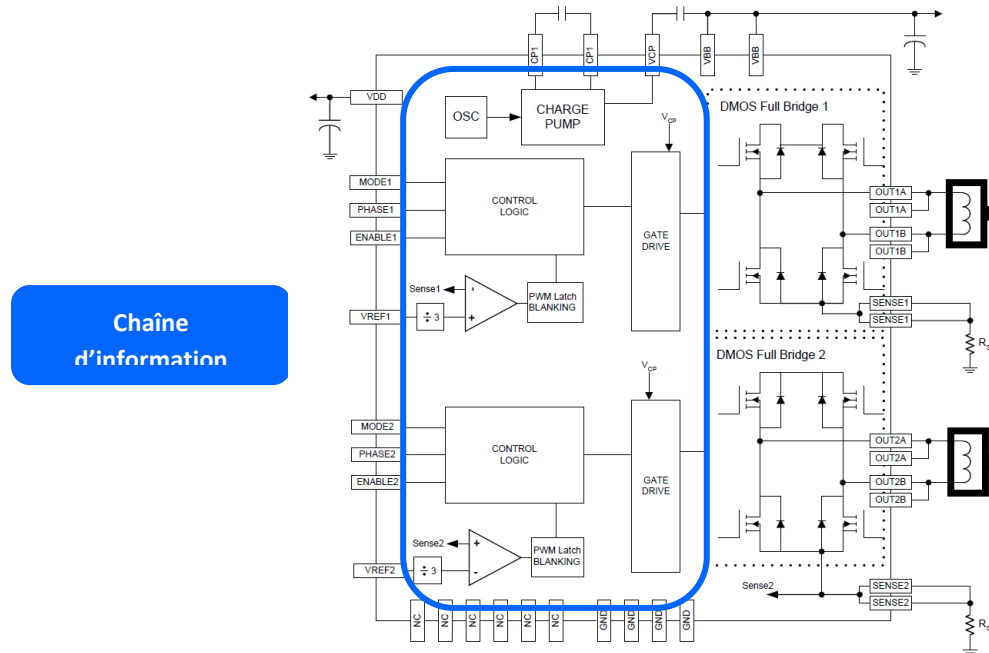 CP1
CP1
VCP
VBB
VBB
VDD
OSC
CHARGE
PUMP
VCP
DMOS Full Bridge 1
MODE1
PHASE1
ENABLE1
CONTROL
LOGIC
GATE
DRIVE
OUT1A
OUT1A
OUT1B
OUT1B
Sense1
-
+
PWM Latch
BLANKING
VREF1
÷ 3
SENSE1
SENSE1
Chaîne
d'information
DMOS Full Bridge 2
VCP
MODE2
PHASE2
ENABLE2
CONTROL
LOGIC
GATE
DRIVE
OUT2A
OUT2A
OUT2B
OUT2B
Sense2
+
-
PWM Latch
BLANKING
VREF2
÷ 3
Sense2
SENSE2
SENSE2
NC
NC
NC
NC
NC
NC
GND
GND
GND
GND